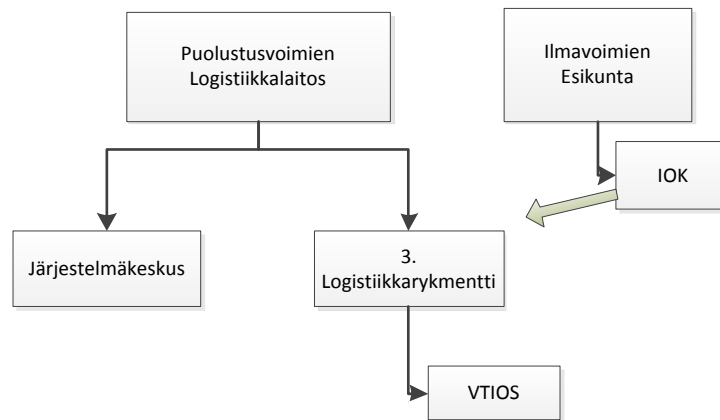 Puolustusvoimien
Logistiikkalaitos
Ilmavoimien
Esikunta
IOK
Järjestelmäkeskus
3.
Logistiikkarykmentti
VTIOS